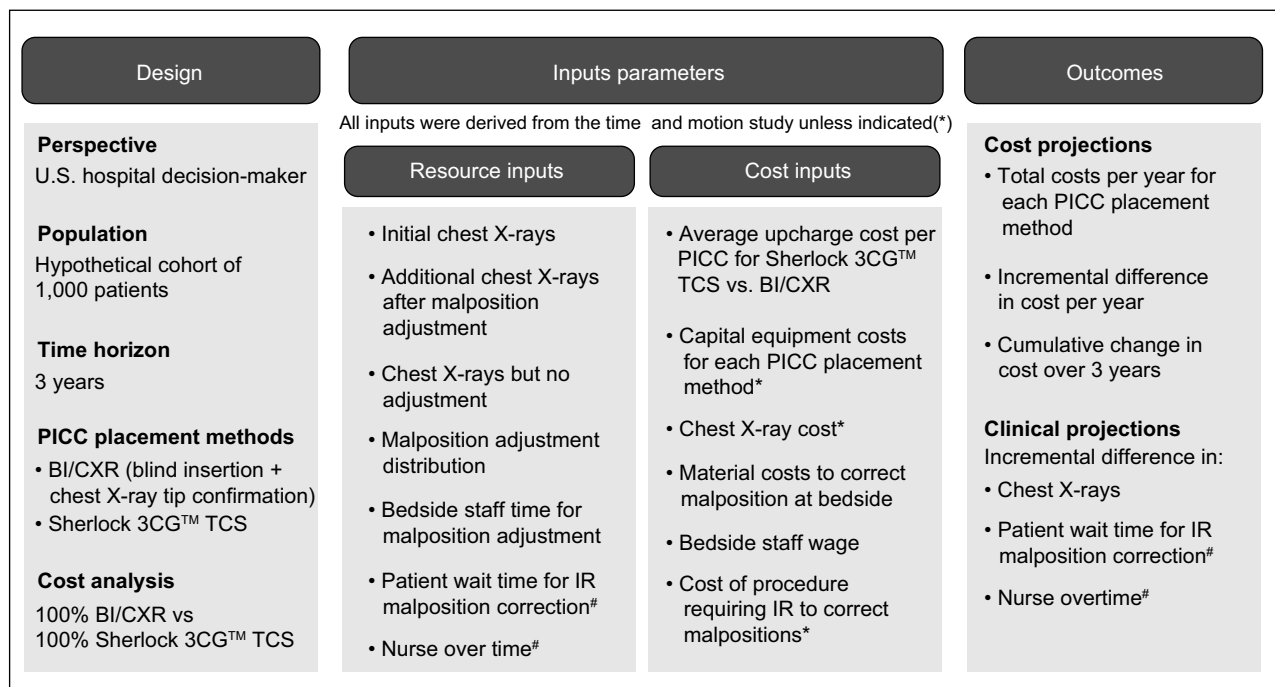 Design
Perspective
U.S. hospital decision-maker
Population
Hypothetical cohort of
1,000 patients
Time horizon
3 years
PICC placement methods
• BI/CXR (blind insertion +
chest X-ray tip confirmation)
• Sherlock 3CG™ TCS
Cost analysis
100% BI/CXR vs
100% Sherlock 3CG™ TCS
Inputs parameters
All inputs were derived from the time and motion study unless indicated(*)
Resource inputs
• Initial chest X-rays
• Additional chest X-rays
after malposition
adjustment
• Chest X-rays but no
adjustment
• Malposition adjustment
distribution
• Bedside staff time for
malposition adjustment
• Patient wait time for IR
malposition correction#
• Nurse over time#
Cost inputs
• Average upcharge cost per
PICC for Sherlock 3CG™
TCS vs. BI/CXR
• Capital equipment costs
for each PICC placement
method*
• Chest X-ray cost*
• Material costs to correct
malposition at bedside
• Bedside staff wage
• Cost of procedure
requiring IR to correct
malpositions*
Outcomes
Cost projections
• Total costs per year for
each PICC placement
method
• Incremental difference
in cost per year
• Cumulative change in
cost over 3 years
Clinical projections
Incremental difference in:
• Chest X-rays
• Patient wait time for IR
malposition correction#
• Nurse overtime#